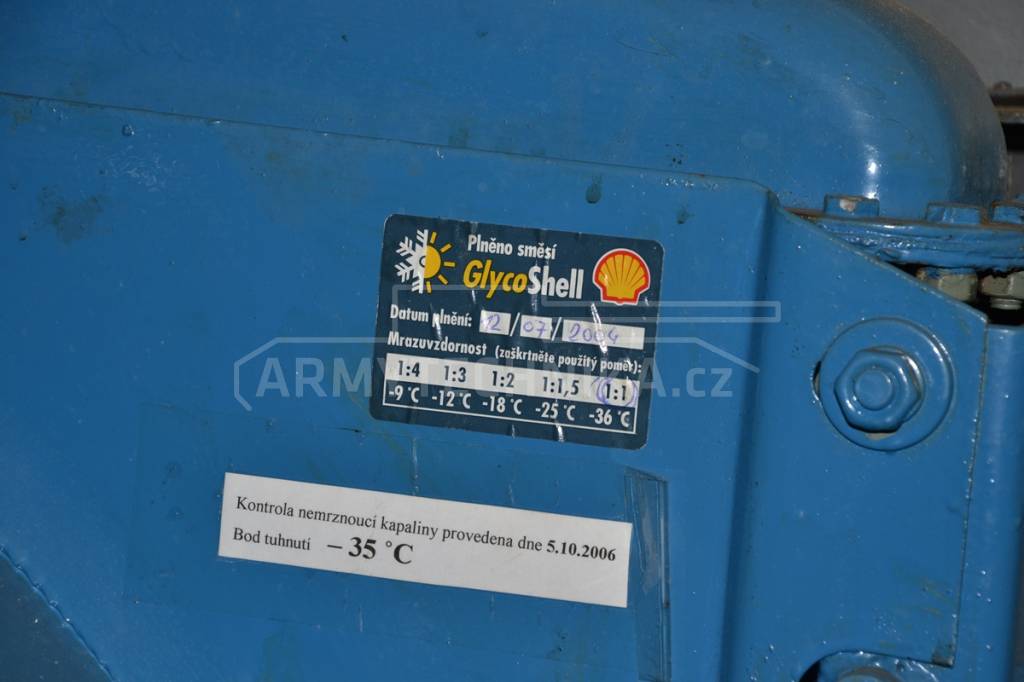 Plněno směsí
GlycoShell
Datum plnění: 12/07/2004
Mrazuvzdornost (zaškrtněte použitý poměr):
1:4 1:3 1:2 1:1,5 1:1
-9°C -12°C -18°C -25°C -36°C
ARMYTECHNIKA.cz
Kontrola nemrznoucí kapaliny provedena dne 5.10.2006
Bod tuhnutí – 35 °C